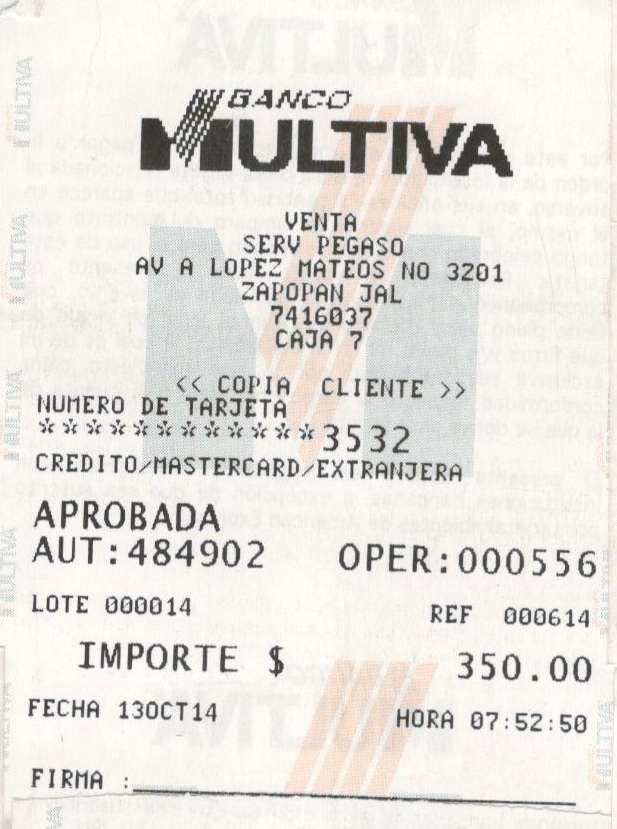 BANCO
MULTIVA
VENTA
SERV PEGASO
AV A LOPEZ MATEOS NO 3201
ZAPOPAN JAL
7416037
CAJA 7
<< COPIA CLIENTE >>
NUMERO DE TARJETA
************3532
CREDITO/MASTERCARD/EXTRANJERA
APROBADA
AUT:484902 OPER:000556
LOTE 000014 REF 000614
IMPORTE $ 350.00
FECHA 13OCT14 HORA 07:52:50
FIRMA :